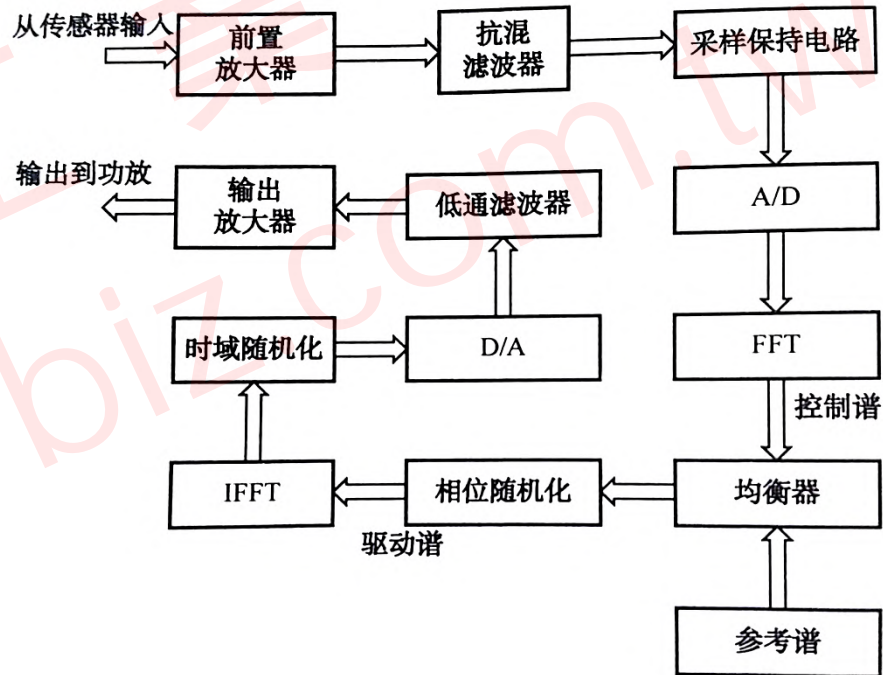 从传感器输入
前置
放大器
抗混
滤波器
采样保持电路
输出到功放
输出
放大器
低通滤波器
A/D
时域随机化
D/A
FFT
控制谱
IFFT
相位随机化
均衡器
驱动谱
参考谱
biz.com.tw